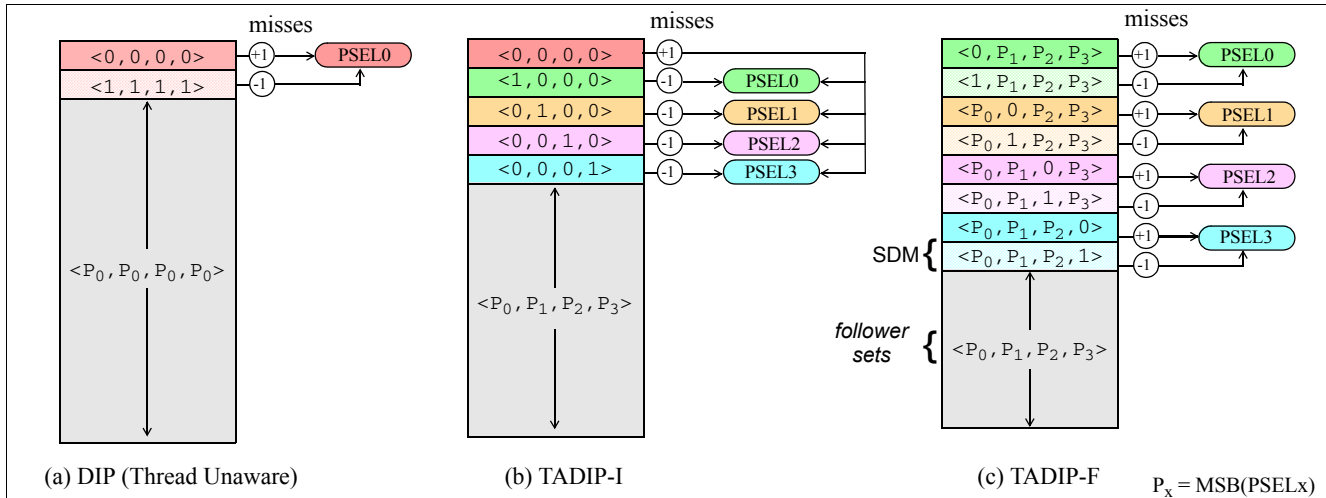 misses
<0,0,0,0>
+1
PSEL0
<1,1,1,1>
-1
<P0,P0,P0,P0>
(a) DIP (Thread Unaware)
misses
<0,0,0,0>
+1
<1,0,0,0>
-1
PSEL0
<0,1,0,0>
-1
PSEL1
<0,0,1,0>
-1
PSEL2
<0,0,0,1>
-1
PSEL3
<P0,P1,P2,P3>
(b) TADIP-I
misses
<0,P1,P2,P3>
+1
PSEL0
<1,P1,P2,P3>
-1
<P0,0,P2,P3>
+1
PSEL1
<P0,1,P2,P3>
-1
<P0,P1,0,P3>
+1
PSEL2
<P0,P1,1,P3>
-1
<P0,P1,P2,0>
+1
PSEL3
SDM {
<P0,P1,P2,1>
-1
follower
sets {
<P0,P1,P2,P3>
(c) TADIP-F
Px = MSB(PSELx)